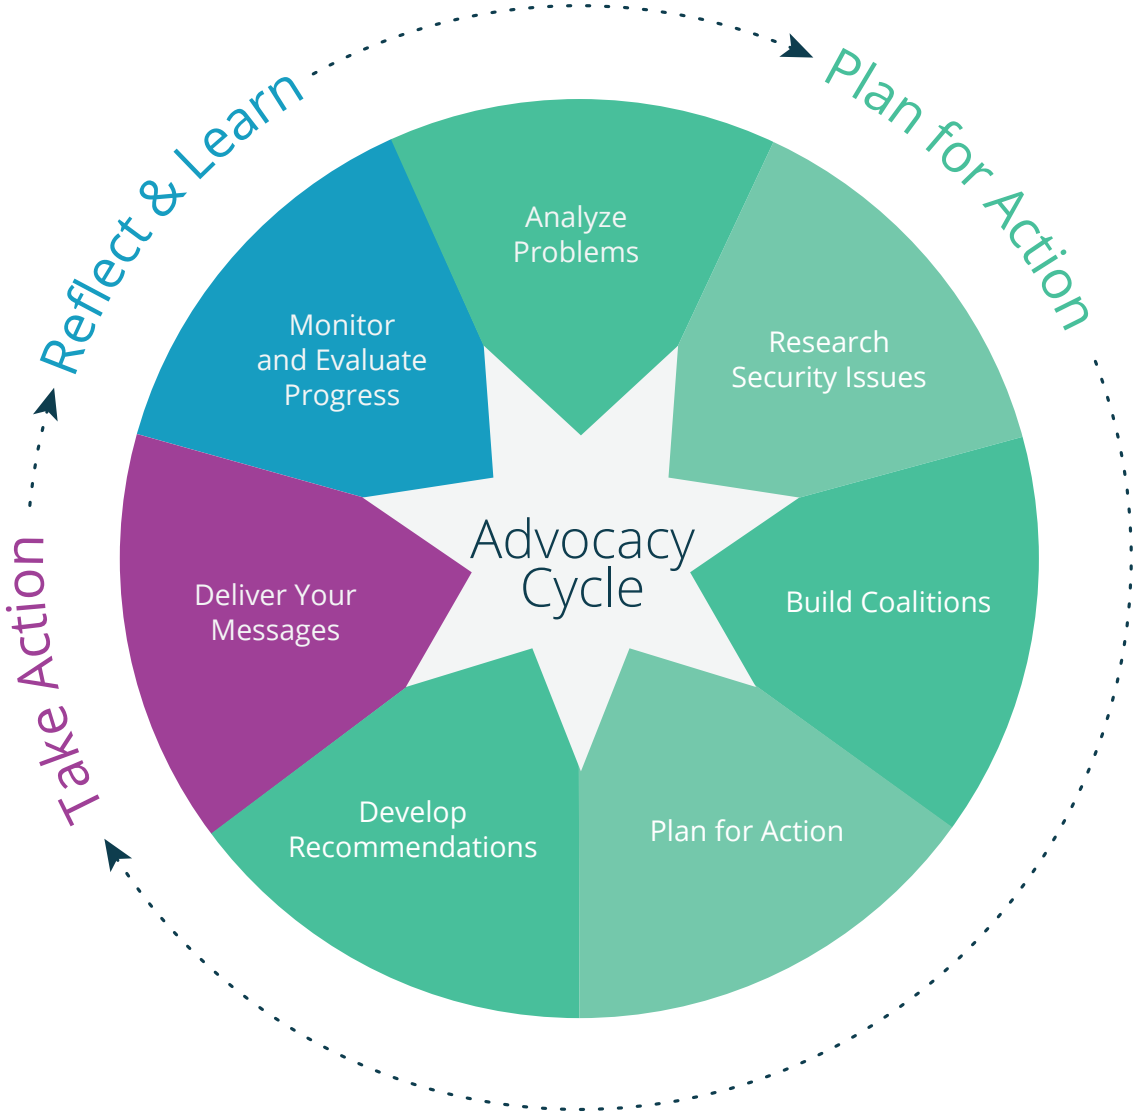 Reflect & Learn
Plan for Action
Take Action
Analyze
Problems
Research
Security Issues
Build Coalitions
Plan for Action
Develop
Recommendations
Deliver Your
Messages
Monitor
and Evaluate
Progress
Advocacy
Cycle